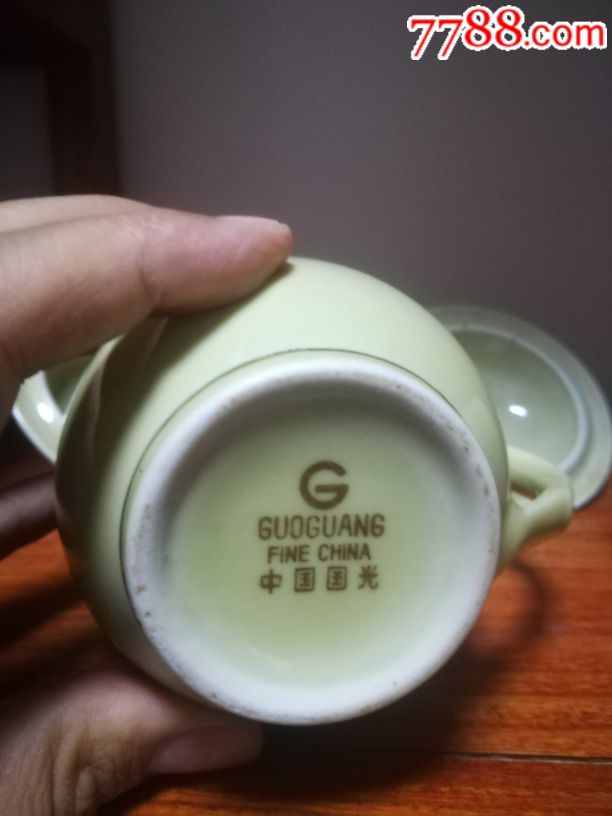 7788.com
G
GUOGUANG
FINE CHINA
中国国光